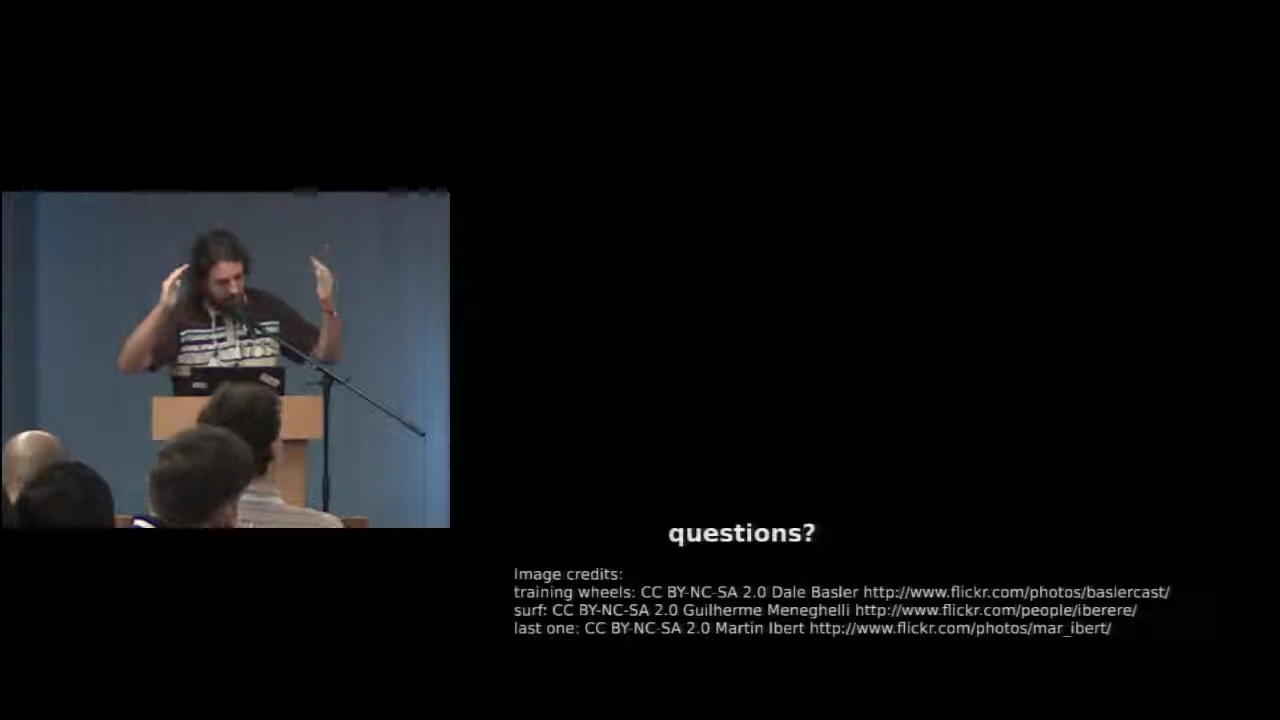 questions?
Image credits:
training wheels: CC BY-NC-SA 2.0 Dale Basler http://www.flickr.com/photos/baslercast/
surf: CC BY-NC-SA 2.0 Guilherme Meneghelli http://www.flickr.com/people/iberere/
last one: CC BY-NC-SA 2.0 Martin Ibert http://www.flickr.com/photos/mar_ibert/